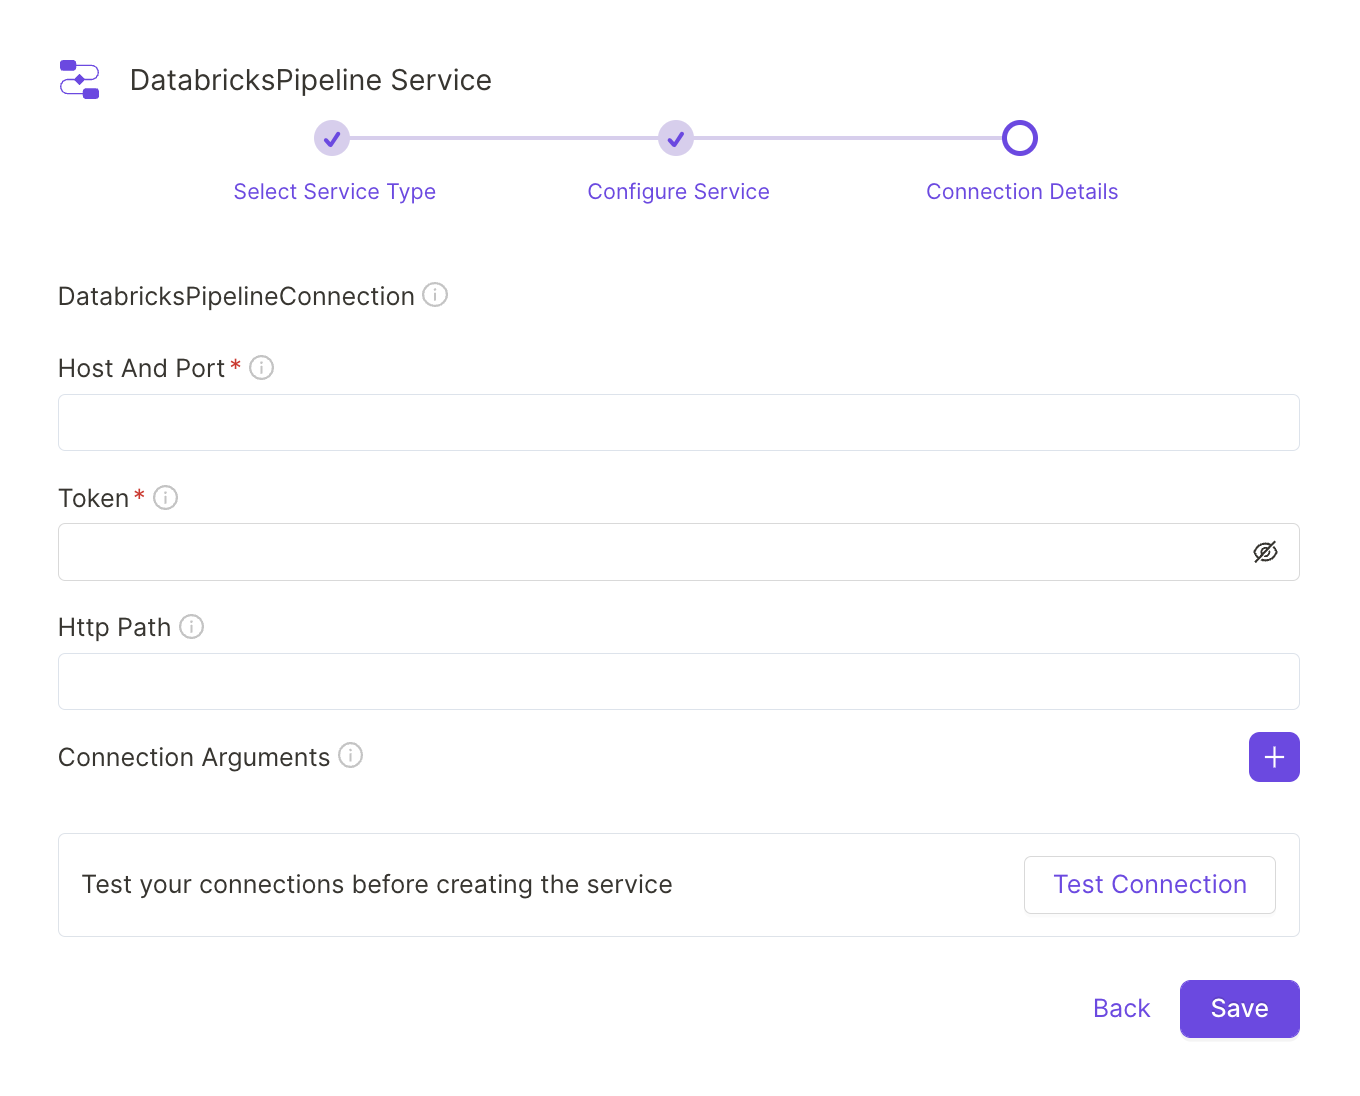 DatabricksPipeline Service
Select Service Type
Configure Service
Connection Details
DatabricksPipelineConnection
Host And Port*
Token*
Http Path
Connection Arguments
Test your connections before creating the service
Test Connection
Back
Save